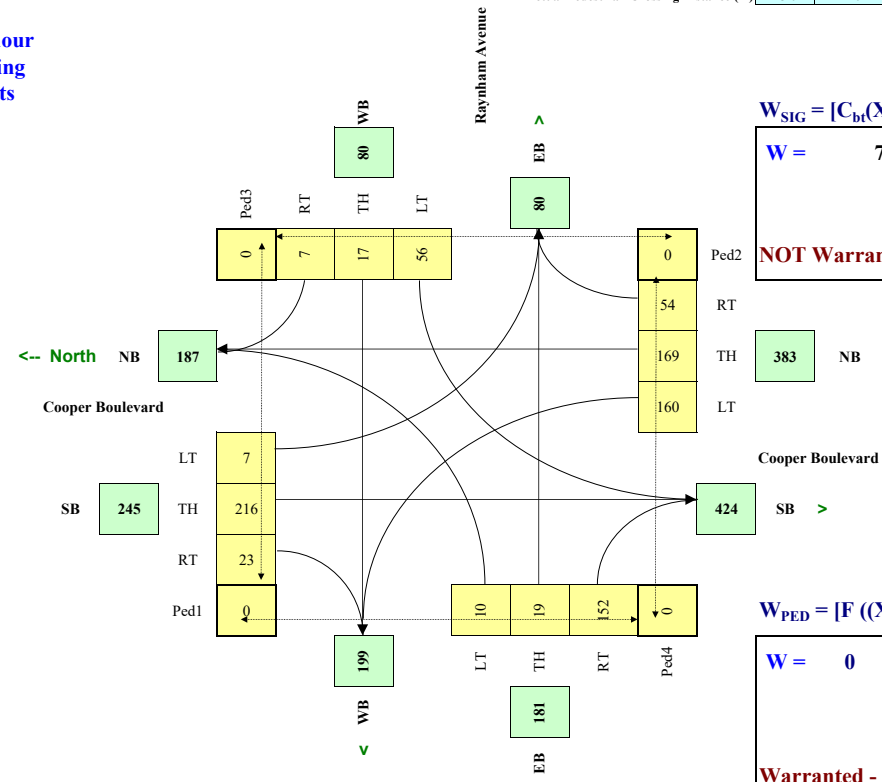 our
ing
ts
Raynham Avenue
W_SIG = [C_bt(X
W = 7
NOT Warran
WB
80
^
EB
80
Ped3
RT
TH
LT
0
7
17
56
0
Ped2
54
RT
<-- North NB 187
169
TH
383
NB
Cooper Boulevard
160
LT
LT
7
Cooper Boulevard
SB
245
TH
216
424
SB >
RT
23
Ped1
0
10
19
152
0
W_PED = [F ((X
LT
TH
RT
Ped4
199
WB
v
181
EB
W = 0
Warranted -